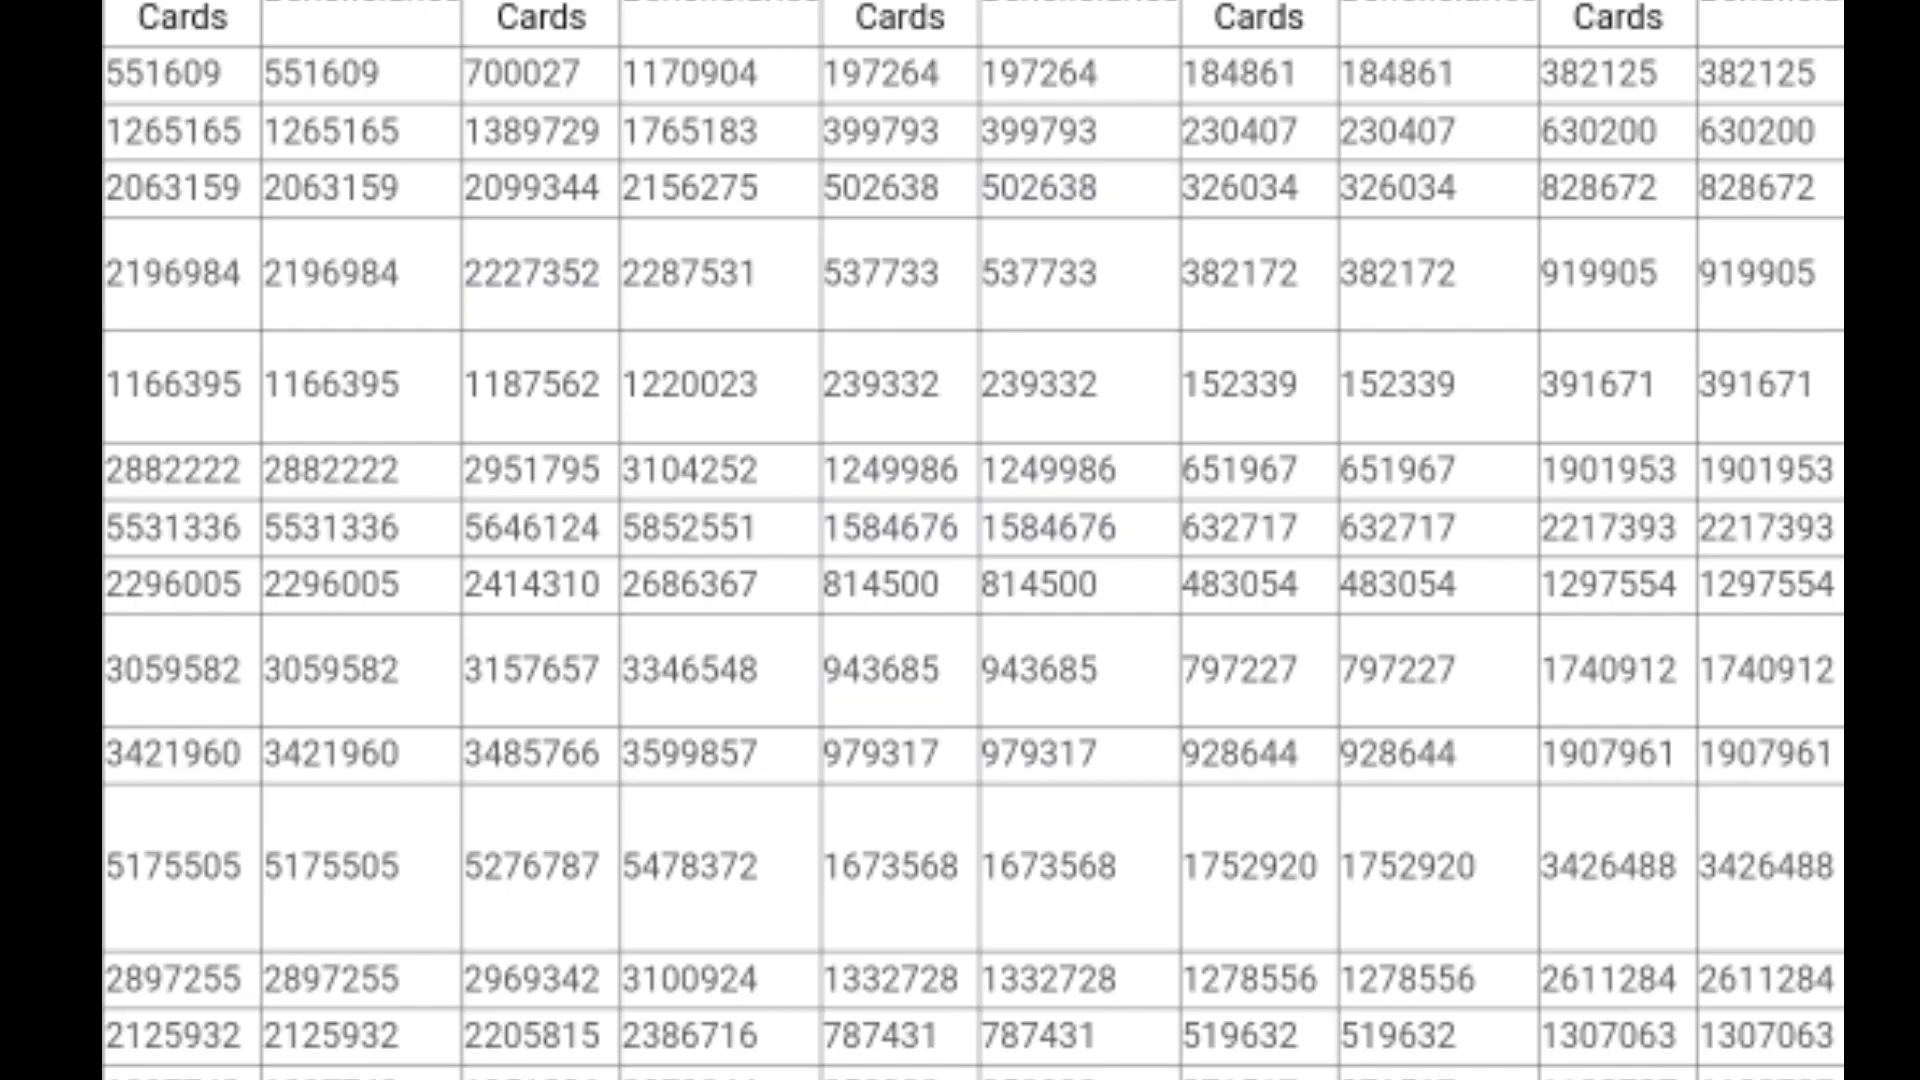 Cards Cards Cards Cards Cards
551609 551609 700027 1170904 197264 197264 184861 184861 382125 382125
1265165 1265165 1389729 1765183 399793 399793 230407 230407 630200 630200
2063159 2063159 2099344 2156275 502638 502638 326034 326034 828672 828672
2196984 2196984 2227352 2287531 537733 537733 382172 382172 919905 919905
1166395 1166395 1187562 1220023 239332 239332 152339 152339 391671 391671
2882222 2882222 2951795 3104252 1249986 1249986 651967 651967 1901953 1901953
5531336 5531336 5646124 5852551 1584676 1584676 632717 632717 2217393 2217393
2296005 2296005 2414310 2686367 814500 814500 483054 483054 1297554 1297554
3059582 3059582 3157657 3346548 943685 943685 797227 797227 1740912 1740912
3421960 3421960 3485766 3599857 979317 979317 928644 928644 1907961 1907961
5175505 5175505 5276787 5478372 1673568 1673568 1752920 1752920 3426488 3426488
2897255 2897255 2969342 3100924 1332728 1332728 1278556 1278556 2611284 2611284
2125932 2125932 2205815 2386716 787431 787431 519632 519632 1307063 1307063